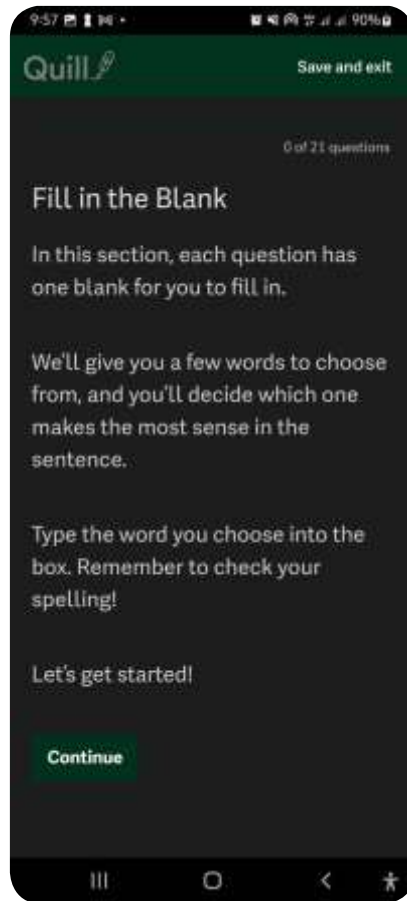 9:57
90%
Quill
Save and exit
0 of 21 questions
Fill in the Blank
In this section, each question has
one blank for you to fill in.
We'll give you a few words to choose
from, and you'll decide which one
makes the most sense in the
sentence.
Type the word you choose into the
box. Remember to check your
spelling!
Let's get started!
Continue